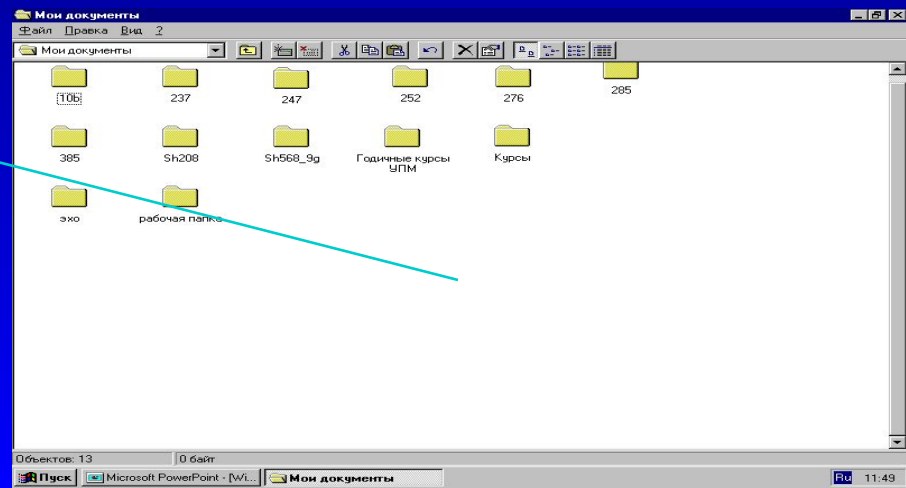 Мои документы
Файл Правка Вид ?
Мои документы
10Б 237 247 252 276 285
385 Sh208 Sh568_9g Годичные курсы УПМ Курсы
эхо рабочая папка
Объектов: 13 0 байт
Пуск Microsoft PowerPoint - [Wi... Мои документы Ru 11:49